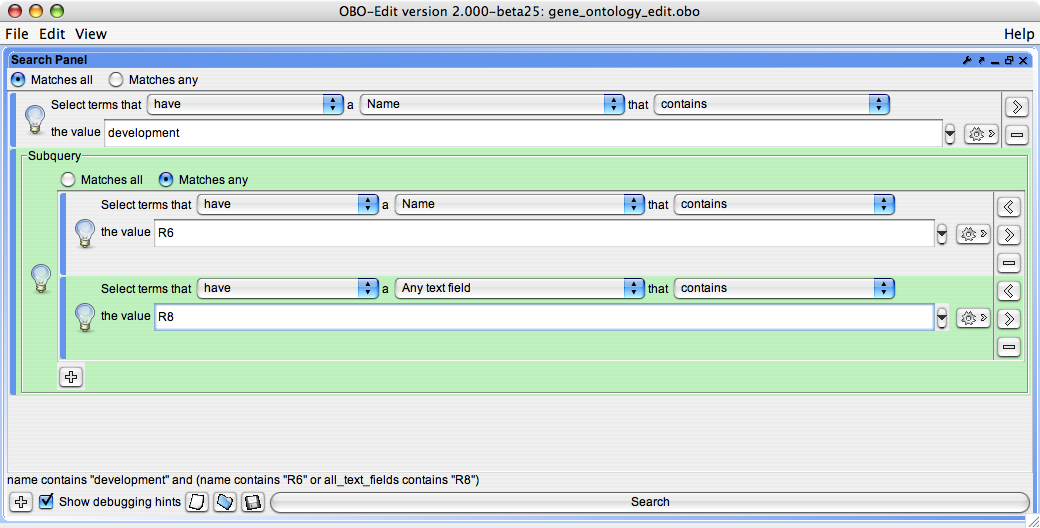 OBO-Edit version 2.000-beta25: gene_ontology_edit.obo
File Edit View Help
Search Panel
Matches all Matches any
Select terms that have a Name that contains
the value development
Subquery
Matches all Matches any
Select terms that have a Name that contains
the value R6
Select terms that have a Any text field that contains
the value R8
name contains "development" and (name contains "R6" or all_text_fields contains "R8")
Show debugging hints Search